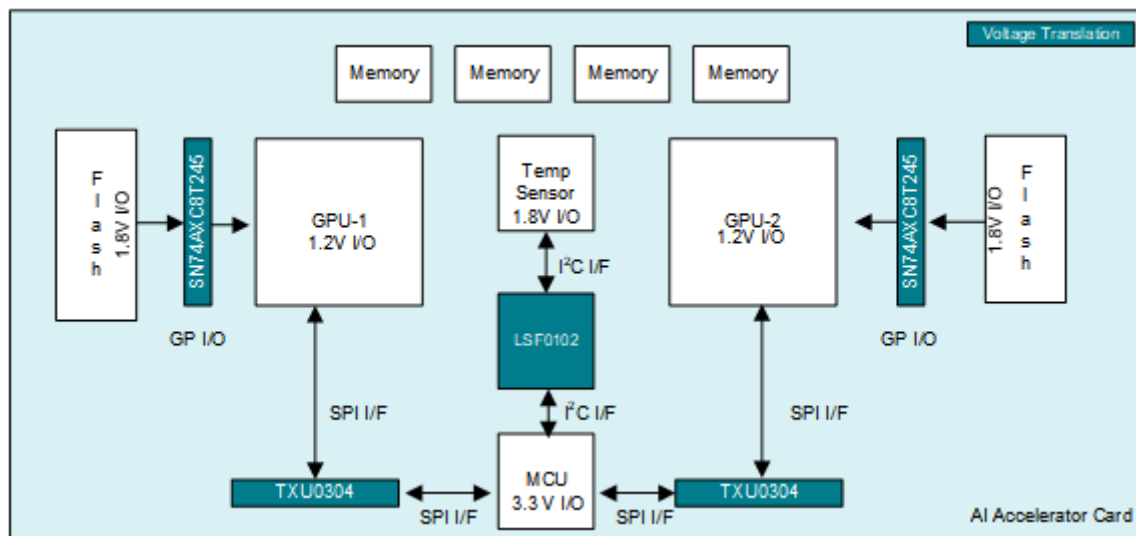 Voltage Translation
Memory
Memory
Memory
Memory
Flash
1.8V I/O
SN74AXC8T245
GPU-1
1.2V I/O
Temp
Sensor
1.8V I/O
GPU-2
1.2V I/O
SN74AXC8T245
1.8V I/O
Flash
I²C I/F
GP I/O
LSF0102
GP I/O
SPI I/F
I²C I/F
SPI I/F
TXU0304
MCU
3.3 V I/O
TXU0304
SPI I/F
SPI I/F
AI Accelerator Card